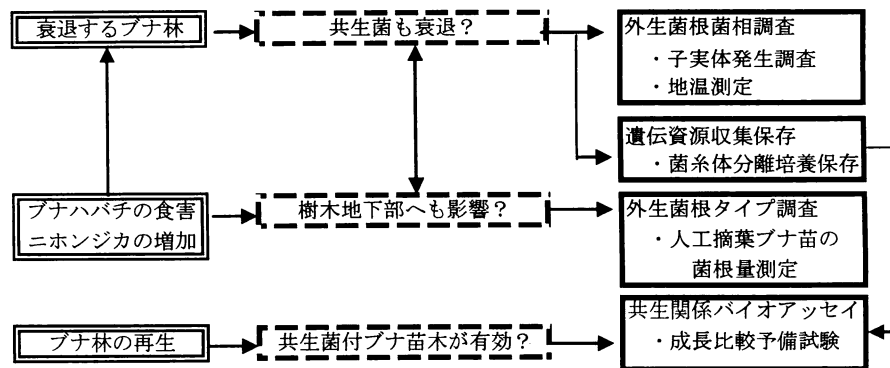 衰退するブナ林
共生菌も衰退？
外生菌根菌相調査
・子実体発生調査
・地温測定
遺伝資源収集保存
・菌糸体分離培養保存
ブナハバチの食害
ニホンジカの増加
樹木地下部へも影響？
外生菌根タイプ調査
・人工摘葉ブナ苗の
菌根量測定
ブナ林の再生
共生菌付ブナ苗木が有効？
共生関係バイオアッセイ
・成長比較予備試験